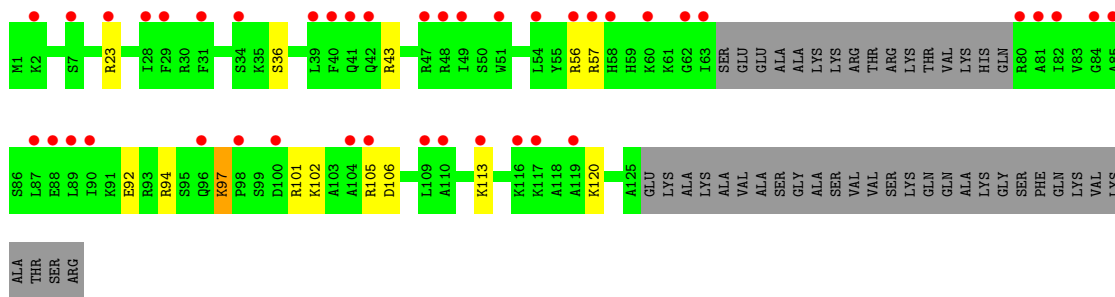 M1 K2 S7 R23 I28 F29 R30 F31 S34 K35 S36 L39 F40 Q41 Q42 R43 R47 R48 I49 S50 W51 L54 Y55 R56 R57 H58 H59 K60 K61 G62 I63 SER GLU GLU ALA ALA LYS LYS ARG THR ARG LYS THR VAL LYS HIS GLN R80 A81 I82 V83 G84 A85
S86 L87 E88 L89 I90 K91 E92 R93 R94 S95 Q96 K97 P98 S99 D100 R101 K102 A103 A104 R105 D106 L109 A110 K113 K116 K117 A118 A119 K120 A125 GLU LYS ALA LYS ALA VAL ALA SER GLY ALA SER VAL VAL SER LYS GLN GLN ALA LYS GLY SER PHE GLN LYS VAL LYS
ALA THR SER ARG